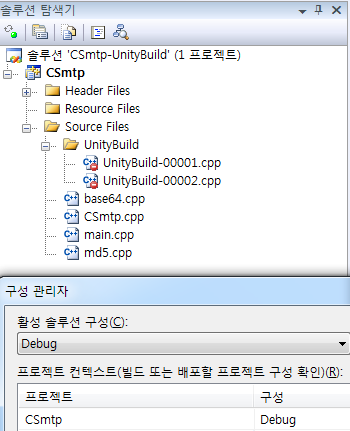 솔루션 탐색기
솔루션 'CSmtp-UnityBuild' (1 프로젝트)
CSmtp
Header Files
Resource Files
Source Files
UnityBuild
UnityBuild-00001.cpp
UnityBuild-00002.cpp
base64.cpp
CSmtp.cpp
main.cpp
md5.cpp
구성 관리자
활성 솔루션 구성(C):
Debug
프로젝트 컨텍스트(빌드 또는 배포할 프로젝트 구성 확인)(R):
프로젝트 구성
CSmtp Debug